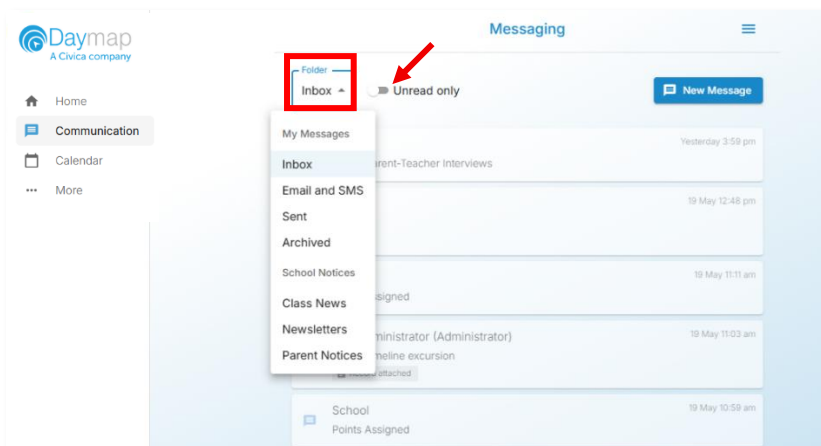 Daymap
A Civica company
Messaging
Folder
Inbox
Unread only
New Message
Home
Communication
Calendar
More
My Messages
Inbox
Email and SMS
Sent
Archived
School Notices
Class News
Newsletters
Parent Notices
Yesterday 3:59 pm
rent-Teacher Interviews
19 May 12:48 pm
19 May 11:11 am
ssigned
ministrator (Administrator)
19 May 11:03 am
meline excursion
attached
School
19 May 10:59 am
Points Assigned